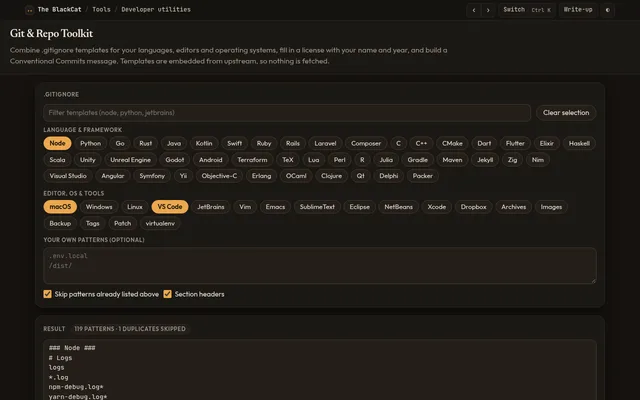 The BlackCat / Tools / Developer utilities
Switch Ctrl K
Write-up
Git & Repo Toolkit
Combine .gitignore templates for your languages, editors and operating systems, fill in a license with your name and year, and build a
Conventional Commits message. Templates are embedded from upstream, so nothing is fetched.
.GITIGNORE
Filter templates (node, python, jetbrains)
Clear selection
LANGUAGE & FRAMEWORK
Node Python Go Rust Java Kotlin Swift Ruby Rails Laravel Composer C C++ CMake Dart Flutter Elixir Haskell
Scala Unity Unreal Engine Godot Android Terraform TeX Lua Perl R Julia Gradle Maven Jekyll Zig Nim
Visual Studio Angular Symfony Yii Objective-C Erlang OCaml Clojure Qt Delphi Packer
EDITOR, OS & TOOLS
macOS Windows Linux VS Code JetBrains Vim Emacs SublimeText Eclipse NetBeans Xcode Dropbox Archives Images
Backup Tags Patch virtualenv
YOUR OWN PATTERNS (OPTIONAL)
.env.local
/dist/
Skip patterns already listed above Section headers
RESULT 119 PATTERNS · 1 DUPLICATES SKIPPED
### Node ###
# Logs
logs
*.log
npm-debug.log*
yarn-debug.log*